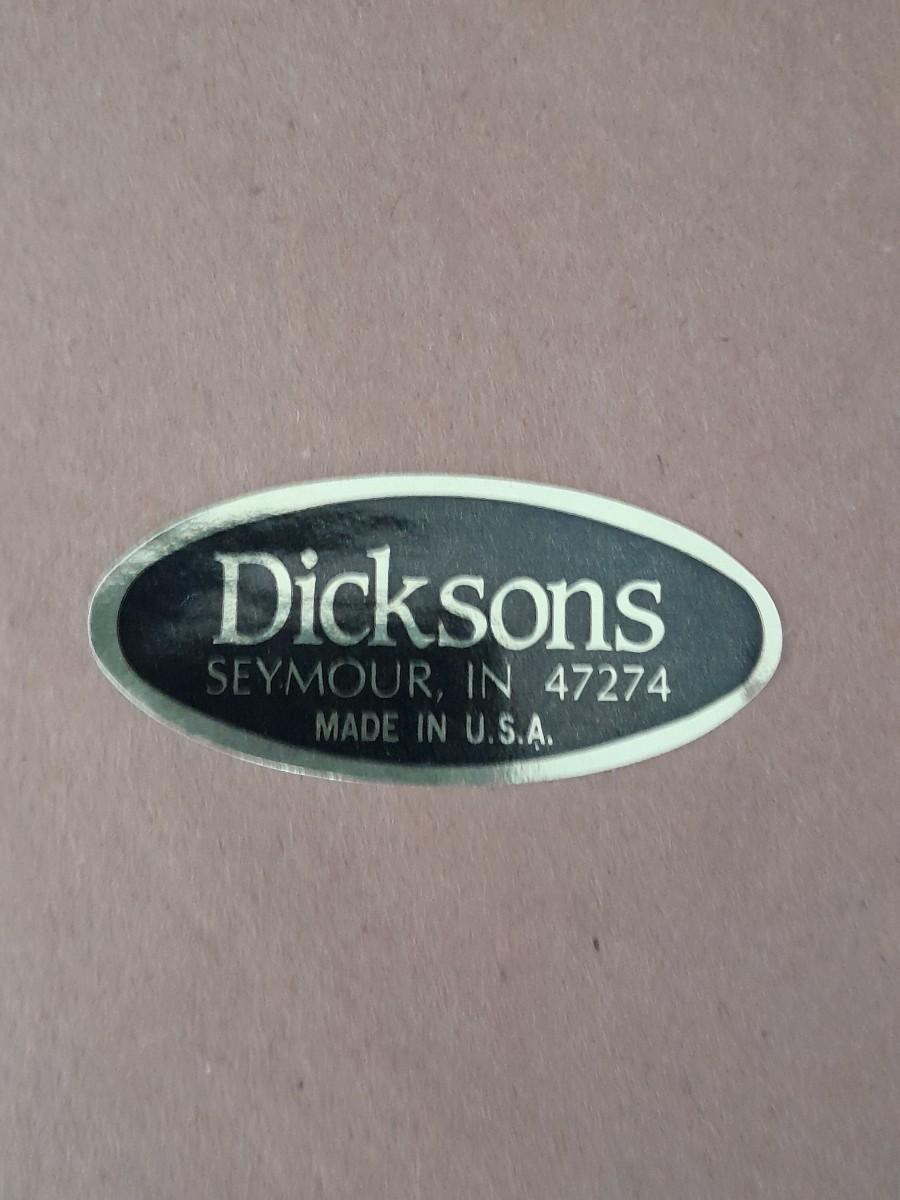 Dicksons
SEYMOUR, IN 47274
MADE IN U.S.A.